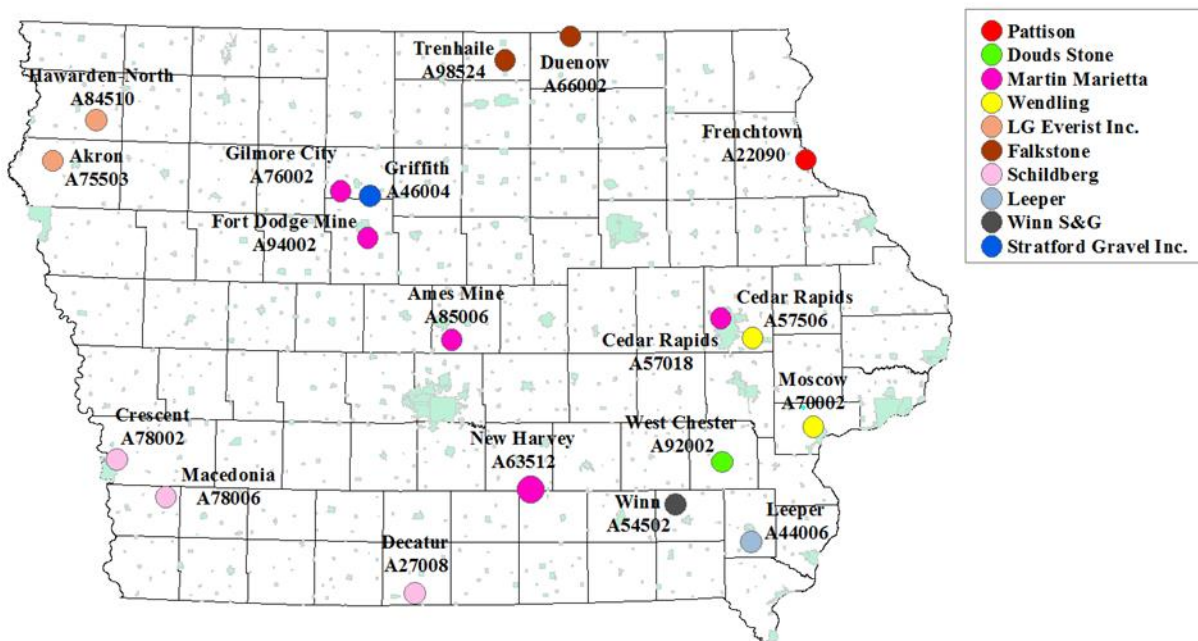 Trenhaile
A98524
Duenow
A66002
Hawarden-North
A84510
Frenchtown
A22090
Akron
A75503
Gilmore City
A76002
Griffith
A46004
Fort Dodge Mine
A94002
Ames Mine
A85006
Cedar Rapids
A57506
Cedar Rapids
A57018
Moscow
A70002
Crescent
A78002
West Chester
A92002
New Harvey
A63512
Macedonia
A78006
Winn
A54502
Leeper
A44006
Decatur
A27008
Pattison
Douds Stone
Martin Marietta
Wendling
LG Everist Inc.
Falkstone
Schildberg
Leeper
Winn S&G
Stratford Gravel Inc.